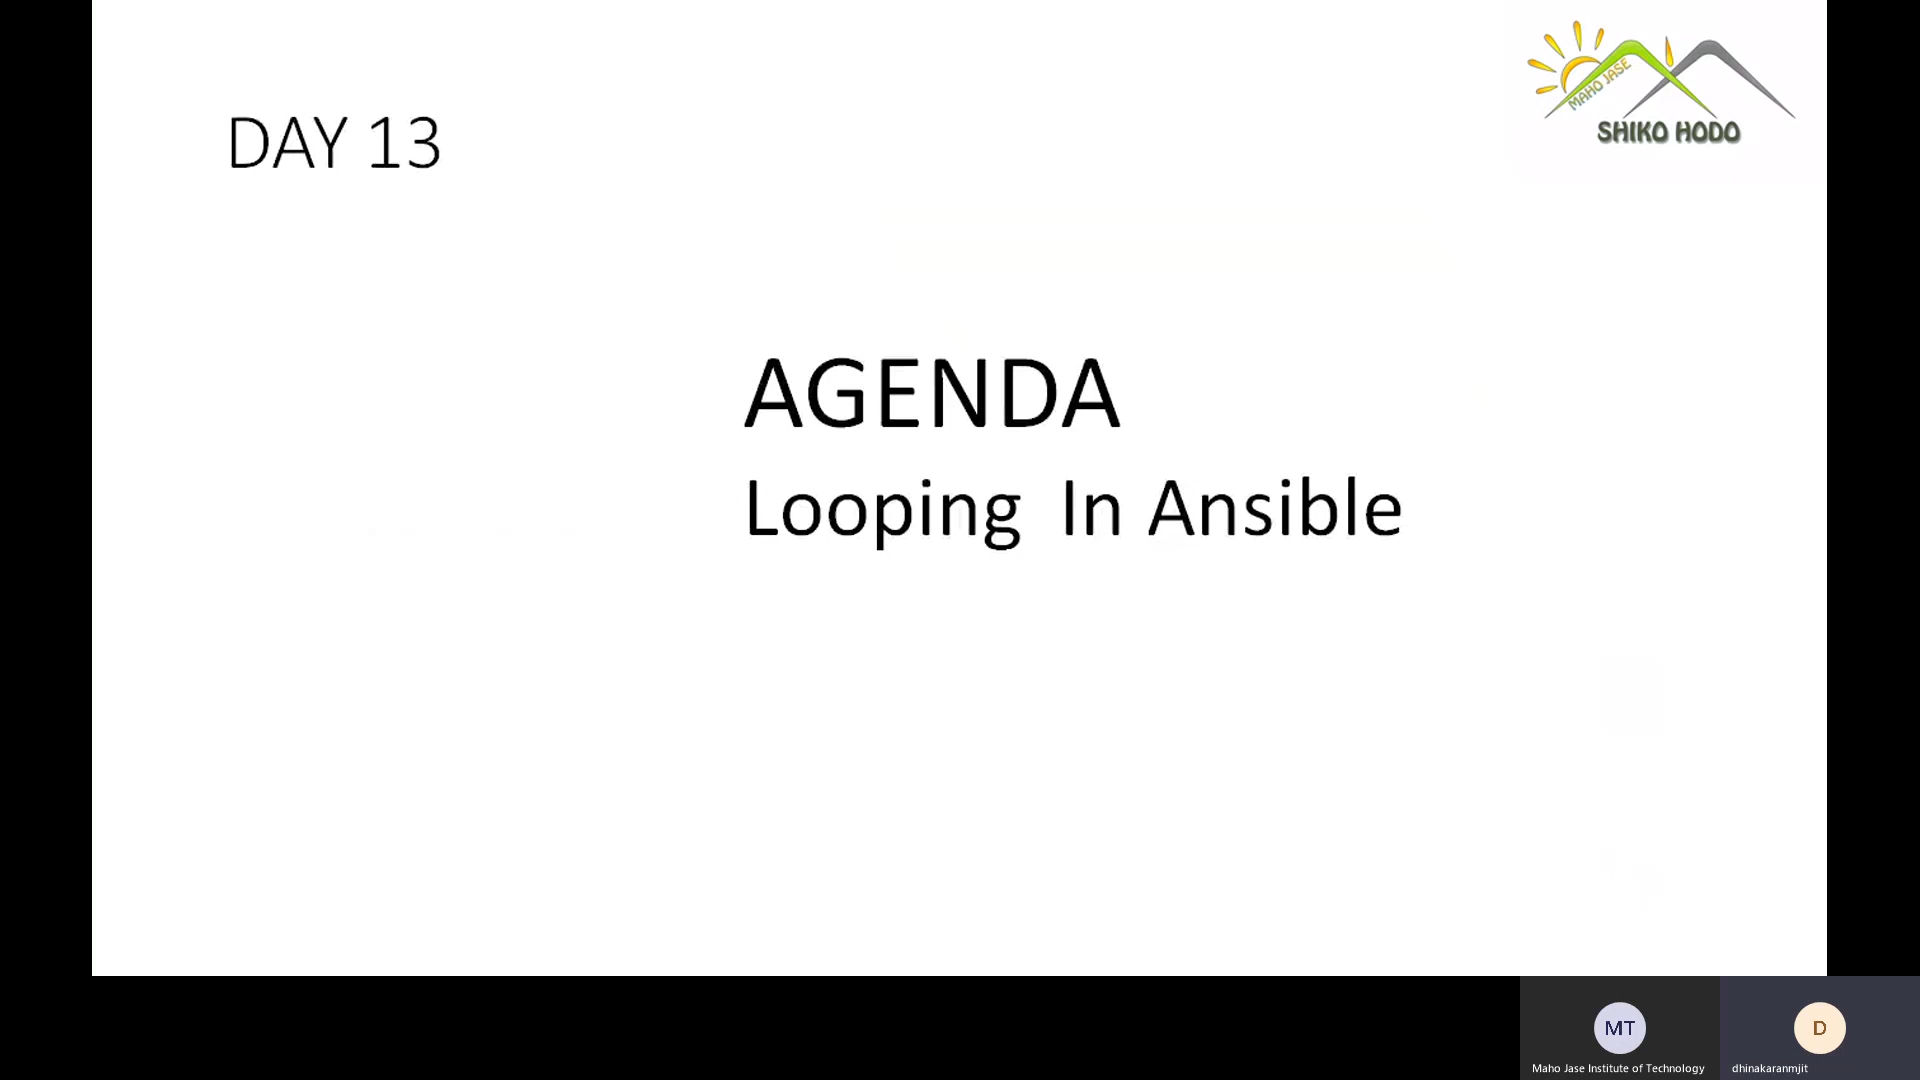 MAHO JASE
SHIKO HODO
DAY 13
AGENDA
Looping In Ansible
MT
D
Maho Jase Institute of Technology
dhinakaranmjit